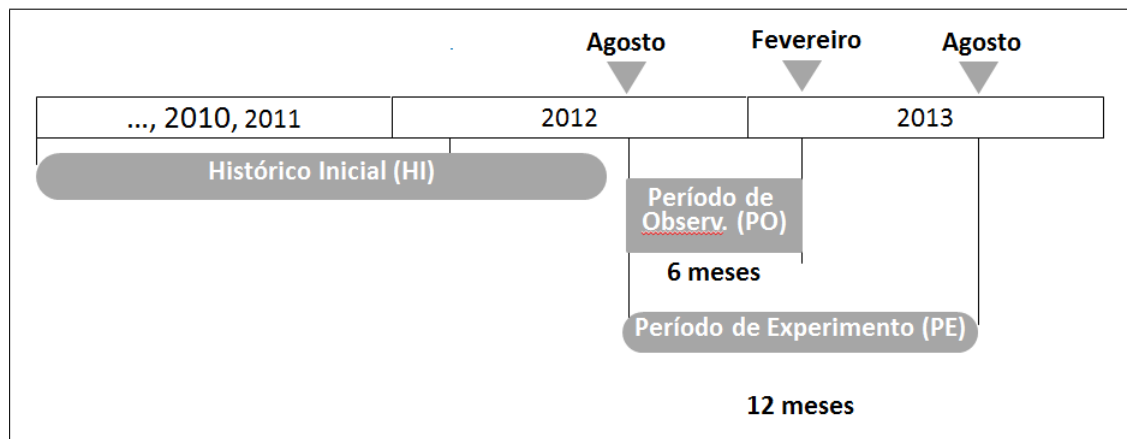 Agosto
Fevereiro
Agosto
..., 2010, 2011
2012
2013
Histórico Inicial (HI)
Período de
Observ. (PO)
6 meses
Período de Experimento (PE)
12 meses